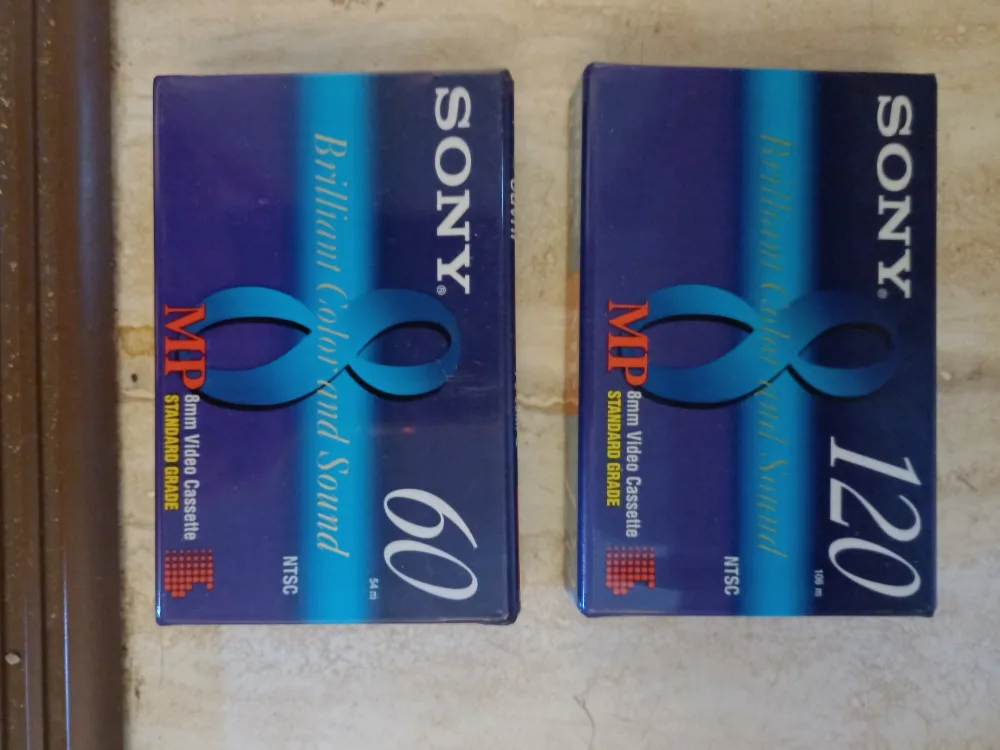 SONY®
60
Brilliant Color and Sound
54 m
8
NTSC
MP
8mm Video Cassette
STANDARD GRADE
SONY®
120
Brilliant Color and Sound
106 m
8
NTSC
MP
8mm Video Cassette
STANDARD GRADE